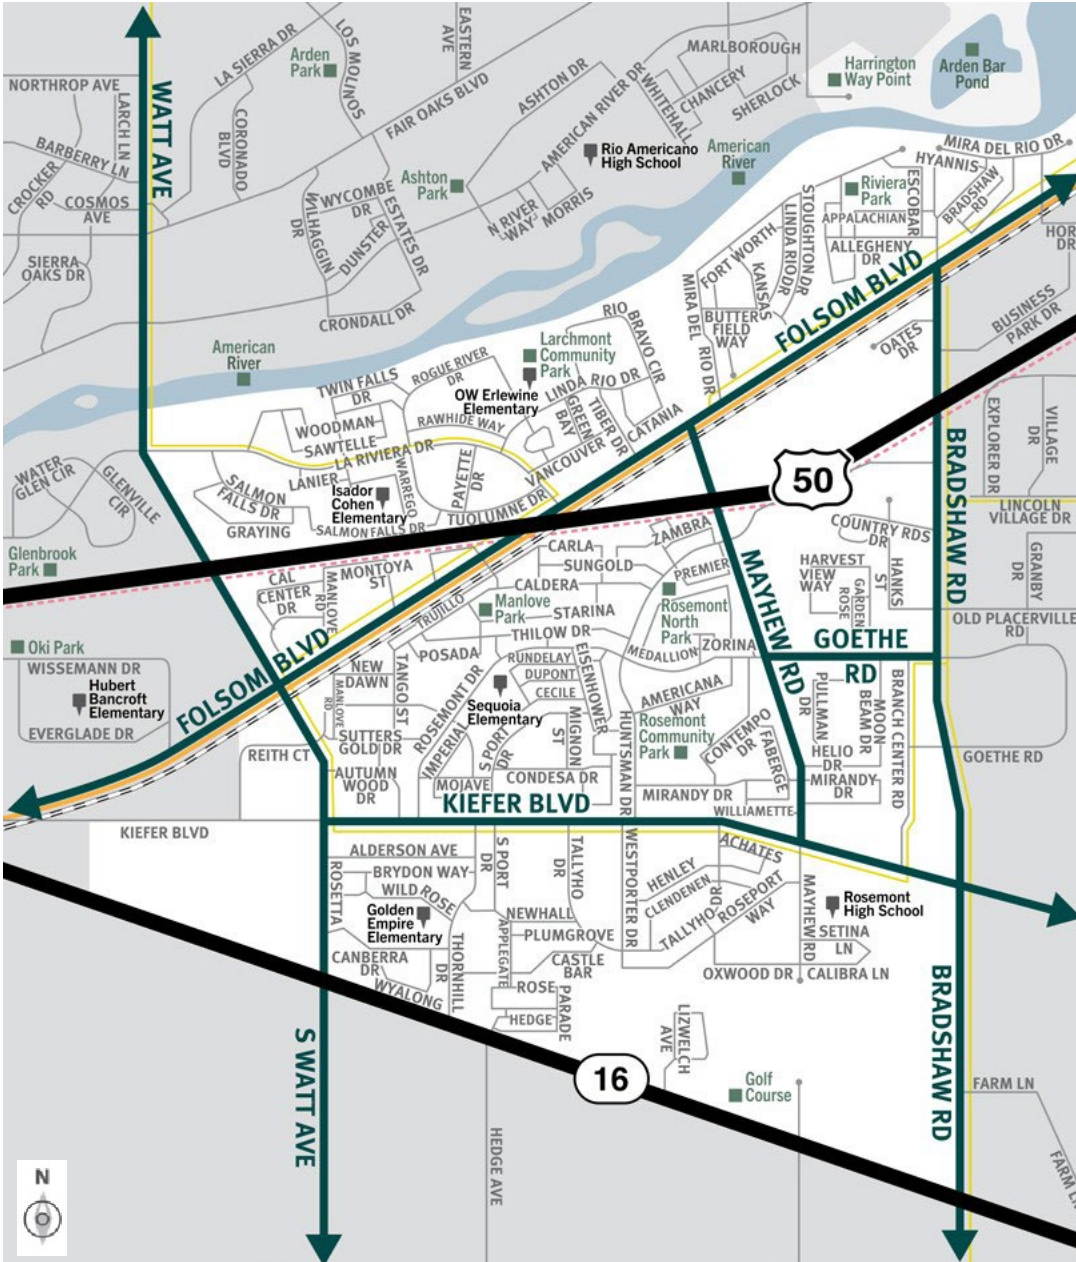 NORTHROP AVE
LARCH LN
BARBERRY LN
CROCKER
RD
COSMOS
AVE
SIERRA
OAKS DR
WATT AVE
LA SIERRA DR
LOS MOLINOS
Arden
Park
CORONADO
BLVD
EASTERN
AVE
FAIR OAKS BLVD
ASHTON DR
AMERICAN RIVER DR
WHITEHALL
MARLBOROUGH
CHANCERY
SHERLOCK
Harrington
Way Point
Arden Bar
Pond
Rio Americano
High School
American
River
Ashton
Park
WYCOMBE
DR
WILHAGGIN
DR
DUNSTER
ESTATES DR
N RIVER
WAY
MORRIS
CRONDALL DR
MIRA DEL RIO DR
HYANNIS
BRADSHAW
RD
ESCOBAR
Riviera
Park
APPALACHIAN
ALLEGHENY
DR
STOUGHTON DR
LINDA RIO DR
FORT WORTH
KANSAS
BUTTER
FIELD
WAY
MIRA DEL RIO DR
FOLSOM BLVD
OATES
DR
HOR
DR
BUSINESS
PARK DR
American
River
TWIN FALLS
DR
ROGUE RIVER
DR
Larchmont
Community
Park
OW Erlewine
Elementary
RIO
BRAVO CIR
LINDA RIO DR
GREEN
BAY
TIBER DR
CATANIA
VANCOUVER
WOODMAN
SAWTELLE
RAWHIDE WAY
LA RIVIERA DR
LANIER
WARREGO
PAYETTE
DR
TUOLUMNE DR
Isador
Cohen
Elementary
SALMON
FALLS DR
GRAYING
SALMON FALLS DR
WATER
GLEN CIR
GLENVILLE
CIR
Glenbrook
Park
50
EXPLORER DR
VILLAGE
DR
LINCOLN
VILLAGE DR
BRADSHAW RD
COUNTRY RDS
DR
HARVEST
VIEW
WAY
GARDEN
ROSE
ST
HANKS
GRANBY
DR
OLD PLACERVILLE
RD
MAYHEW RD
GOETHE
RD
ZAMBRA
CARLA
SUNGOLD
PREMIER
CALDERA
STARINA
Manlove
Park
Rosemont
North
Park
CAL
CENTER
DR
MANLOVE
RD
MONTOYA
ST
TRUTILLO
THILOW DR
POSADA
MEDALLION
ZORINA
Oki Park
WISSEMANN DR
Hubert
Bancroft
Elementary
EVERGLADE DR
FOLSOM BLVD
NEW
DAWN
MANLOVE
RD
TANGOST
SUTTERS
GOLD DR
REITH CT
AUTUMN
WOOD
DR
ROSEMONT DR
IMPERIAL
RUNDELAY
DUPONT
CECILE
EISENHOWER
Sequoia
Elementary
S PORT
DR
MIGNON
ST
MOJAVE
CONDESA DR
HUNTSMAN DR
AMERICANA
WAY
Rosemont
Community
Park
CONTEMPO
DR
FABERGE
MIRANDY DR
WILLIAMETTE
PULLMAN
DR
MOON
BEAM DR
HELIO
DR
MIRANDY
DR
BRANCH CENTER RD
GOETHE RD
KIEFER BLVD
KIEFER BLVD
ALDERSON AVE
BRYDON WAY
WILD ROSE
ROSETTA
Golden
Empire
Elementary
S PORT
DR
TALLYHO
DR
WESTPORTER DR
NEWHALL
PLUMGROVE
APPLEGATE
CASTLE
BAR
CANBERRA
DR
WYALONG
THORNHILL
DR
ROSE
HEDGE
PARADE
ACHATES
HENLEY
CLENDENEN
TALLYHO DR
ROSEPORT
WAY
MAYHEW RD
Rosemont
High School
SETINA
LN
OXWOOD DR
CALIBRA LN
BRADSHAW RD
S WATT AVE
LIZWELCH
AVE
16
Golf
Course
HEDGE AVE
FARM LN
FARM LN
N